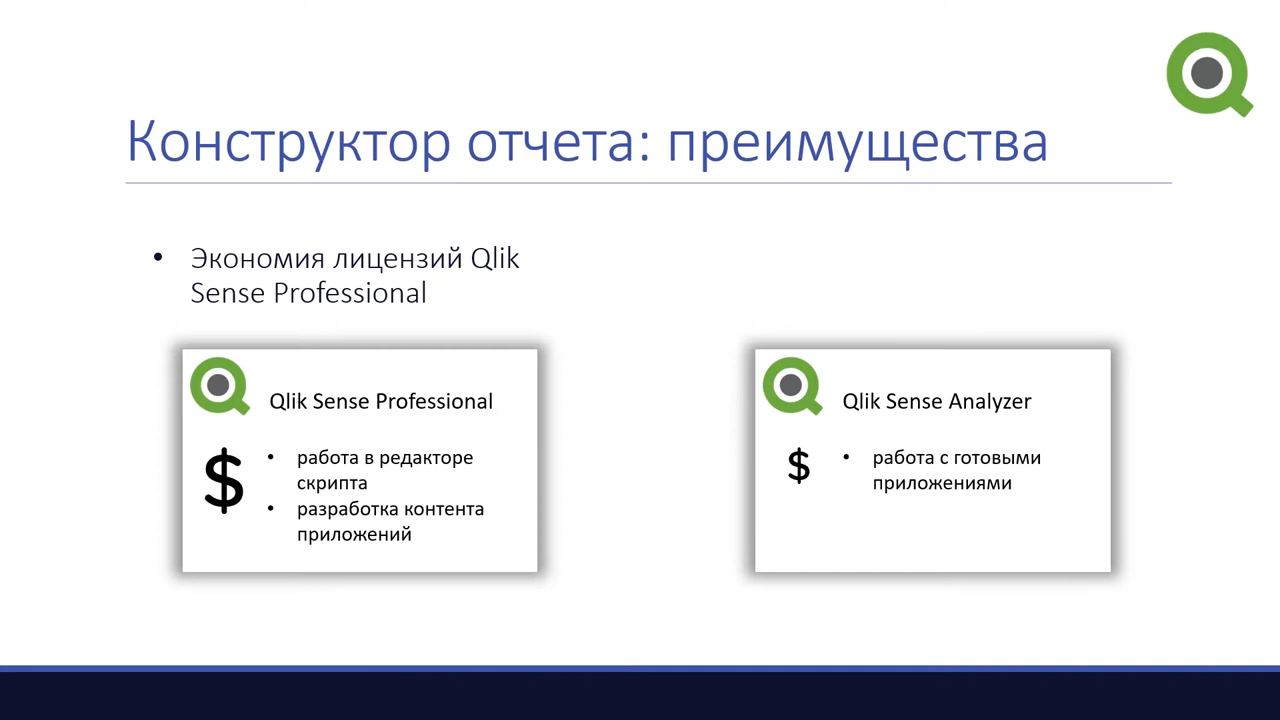 Конструктор отчета: преимущества
• Экономия лицензий Qlik
Sense Professional
Qlik Sense Professional
$
• работа в редакторе
скрипта
• разработка контента
приложений
Qlik Sense Analyzer
$
• работа с готовыми
приложениями